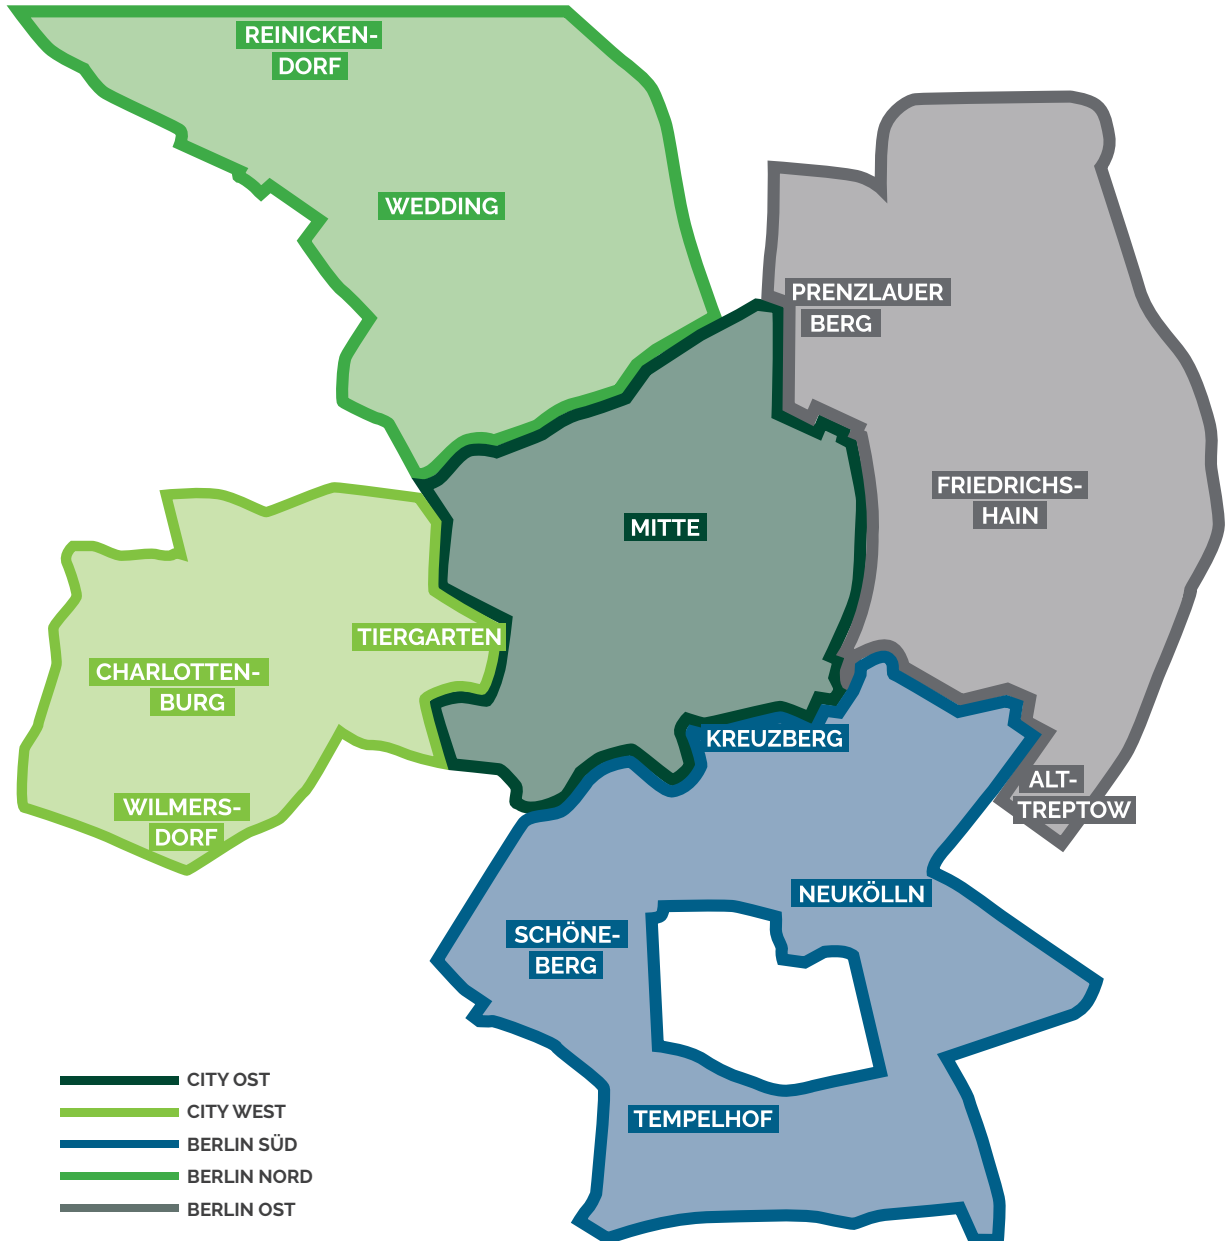 REINICKEN-
DORF
WEDDING
PRENZLAUER
BERG
FRIEDRICHS-
HAIN
MITTE
TIERGARTEN
CHARLOTTEN-
BURG
WILMERS-
DORF
KREUZBERG
ALT-
TREPTOW
NEUKÖLLN
SCHÖNE-
BERG
TEMPELHOF
CITY OST
CITY WEST
BERLIN SÜD
BERLIN NORD
BERLIN OST